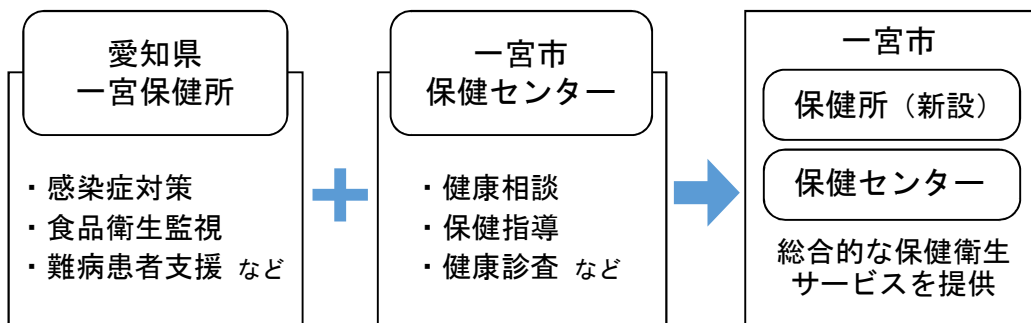 愛知県
一宮保健所
・感染症対策
・食品衛生監視
・難病患者支援 など
一宮市
保健センター
・健康相談
・保健指導
・健康診査 など
一宮市
保健所（新設）
保健センター
総合的な保健衛生
サービスを提供